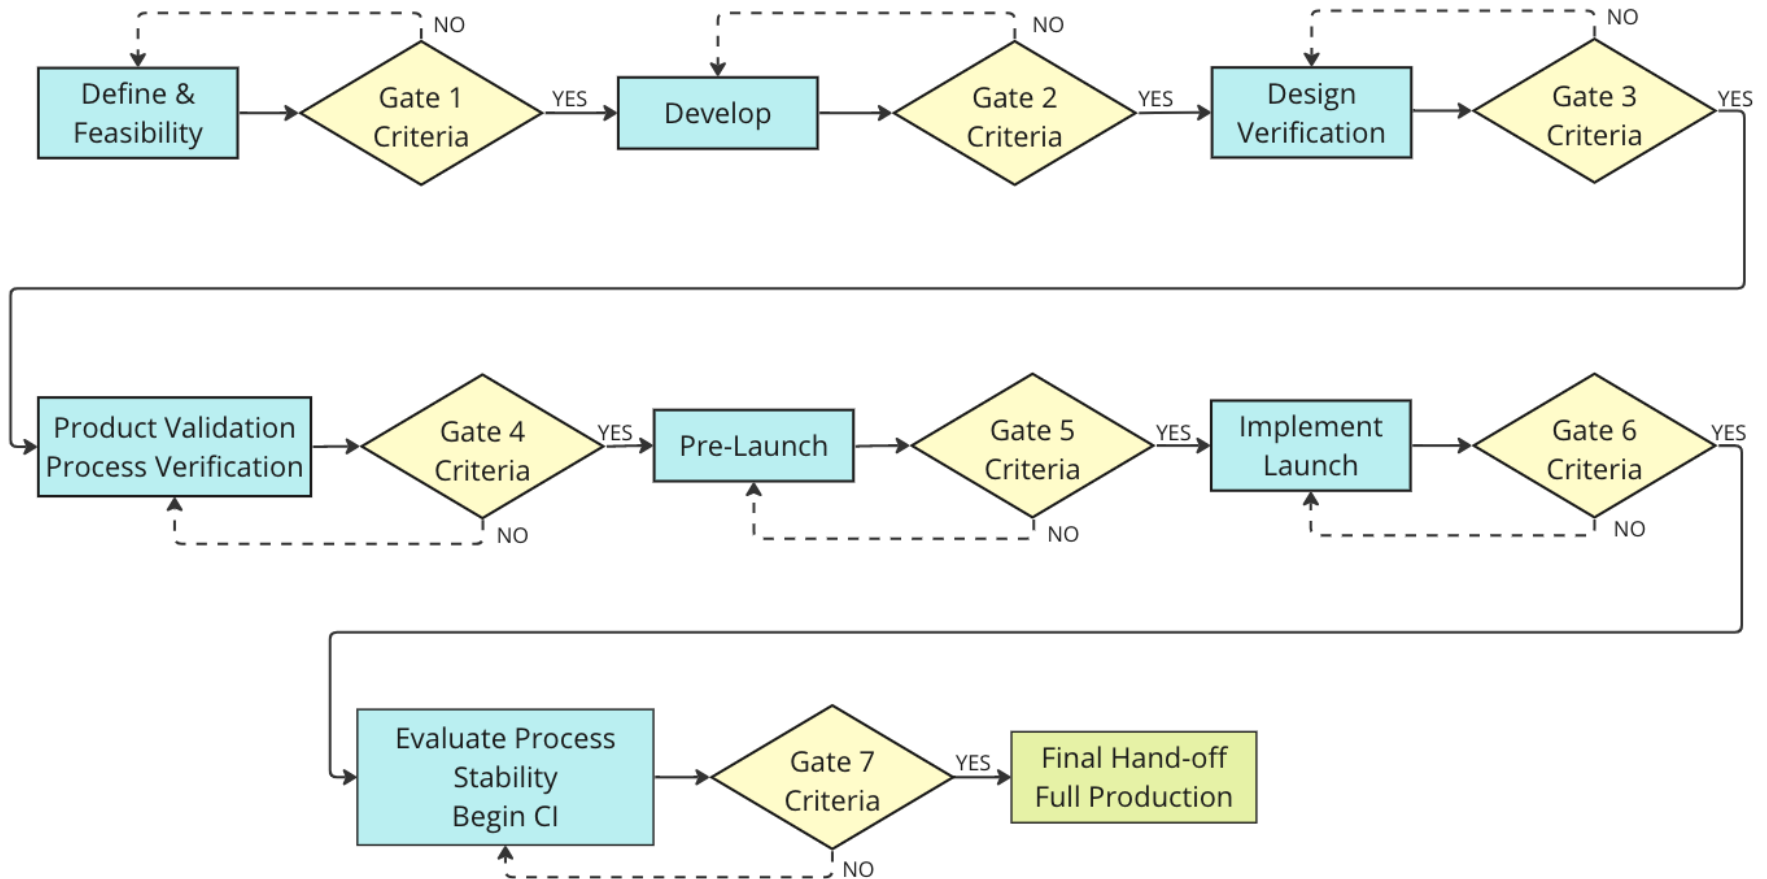 NO
NO
NO
Define &
Feasibility
Gate 1
Criteria
YES
Develop
Gate 2
Criteria
YES
Design
Verification
Gate 3
Criteria
YES
Product Validation
Process Verification
Gate 4
Criteria
YES
NO
Pre-Launch
Gate 5
Criteria
YES
NO
Implement
Launch
Gate 6
Criteria
YES
NO
Evaluate Process
Stability
Begin CI
Gate 7
Criteria
YES
NO
Final Hand-off
Full Production